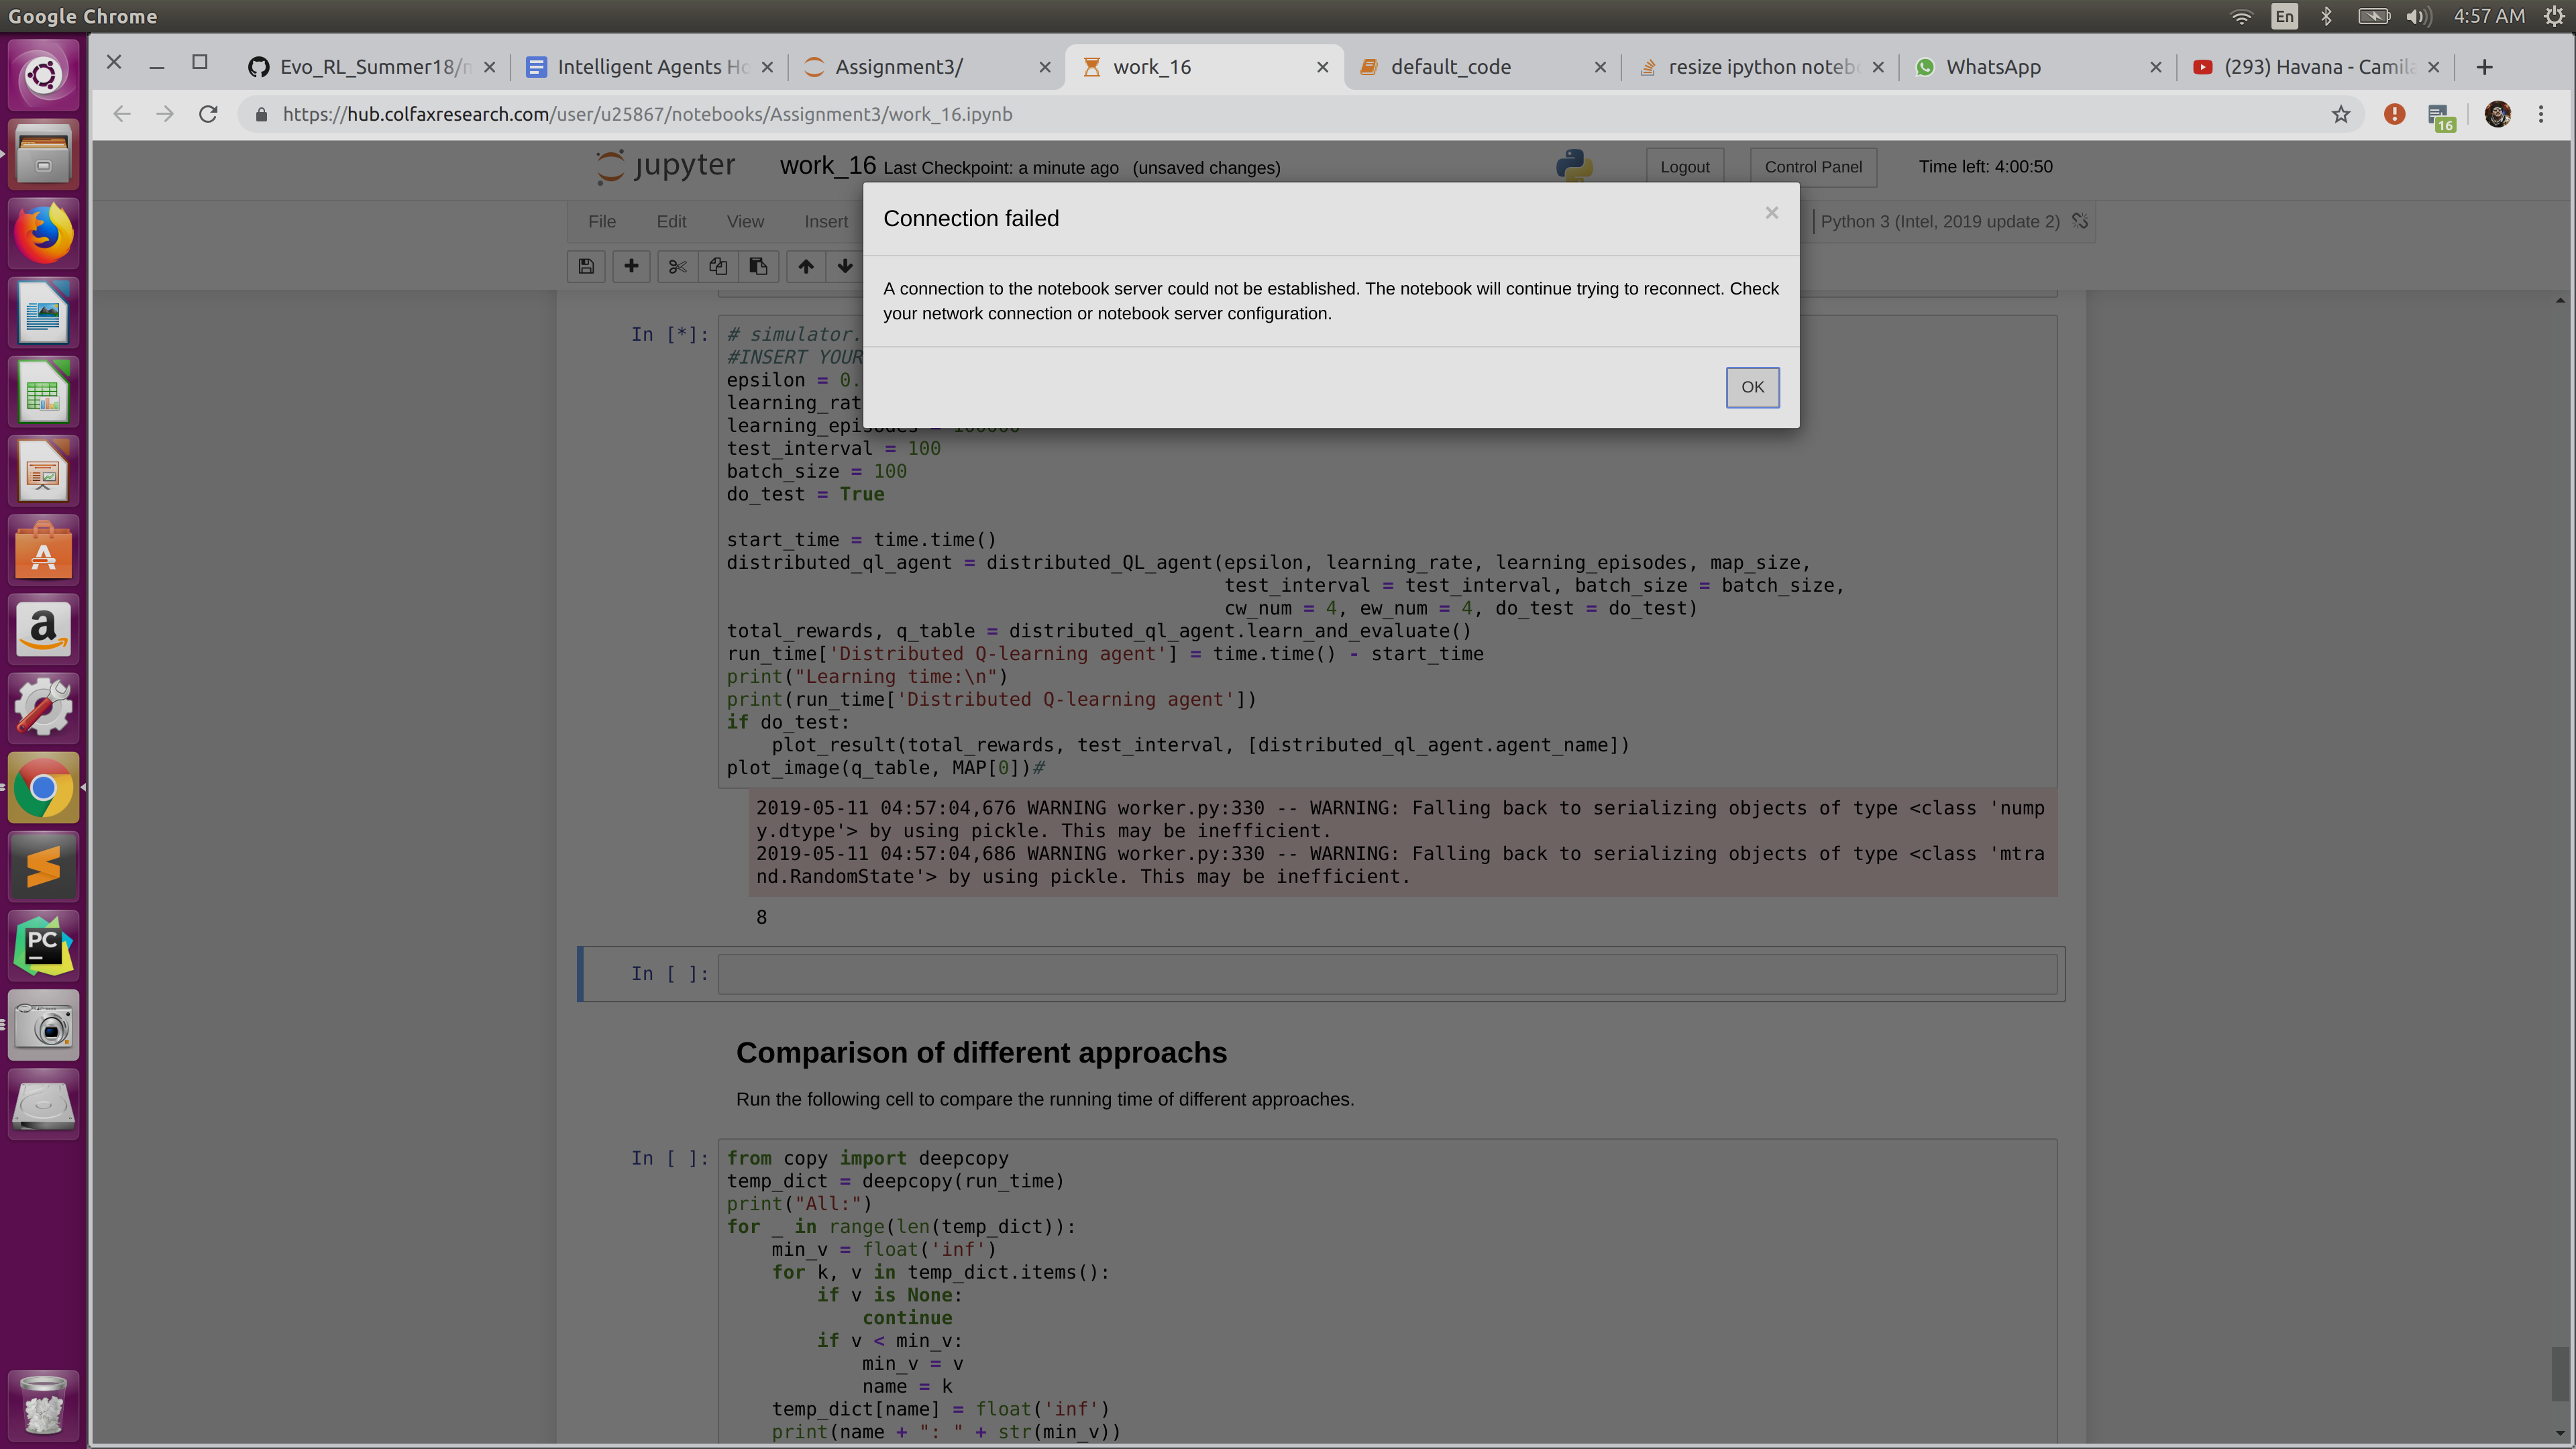 Google Chrome
En
4:57 AM
Evo_RL_Summer18/
Intelligent Agents Ho
Assignment3/
work_16
default_code
resize ipython noteb
WhatsApp
(293) Havana - Camila
https://hub.colfaxresearch.com/user/u25867/notebooks/Assignment3/work_16.ipynb
16
jupyter
work_16 Last Checkpoint: a minute ago (unsaved changes)
Logout
Control Panel
Time left: 4:00:50
File
Edit
View
Insert
Python 3 (Intel, 2019 update 2)
Connection failed
A connection to the notebook server could not be established. The notebook will continue trying to reconnect. Check
your network connection or notebook server configuration.
OK
In [*]:
# simulator.
#INSERT YOUR
epsilon = 0.
learning_rat
learning_episodes = 100000
test_interval = 100
batch_size = 100
do_test = True
start_time = time.time()
distributed_ql_agent = distributed_QL_agent(epsilon, learning_rate, learning_episodes, map_size,
test_interval = test_interval, batch_size = batch_size,
cw_num = 4, ew_num = 4, do_test = do_test)
total_rewards, q_table = distributed_ql_agent.learn_and_evaluate()
run_time['Distributed Q-learning agent'] = time.time() - start_time
print("Learning time:\n")
print(run_time['Distributed Q-learning agent'])
if do_test:
plot_result(total_rewards, test_interval, [distributed_ql_agent.agent_name])
plot_image(q_table, MAP[0])#
2019-05-11 04:57:04,676 WARNING worker.py:330 -- WARNING: Falling back to serializing objects of type <class 'nump
y.dtype'> by using pickle. This may be inefficient.
2019-05-11 04:57:04,686 WARNING worker.py:330 -- WARNING: Falling back to serializing objects of type <class 'mtra
nd.RandomState'> by using pickle. This may be inefficient.
8
In [ ]:
Comparison of different approachs
Run the following cell to compare the running time of different approaches.
In [ ]:
from copy import deepcopy
temp_dict = deepcopy(run_time)
print("All:")
for _ in range(len(temp_dict)):
min_v = float('inf')
for k, v in temp_dict.items():
if v is None:
continue
if v < min_v:
min_v = v
name = k
temp_dict[name] = float('inf')
print(name + ": " + str(min_v))
PC